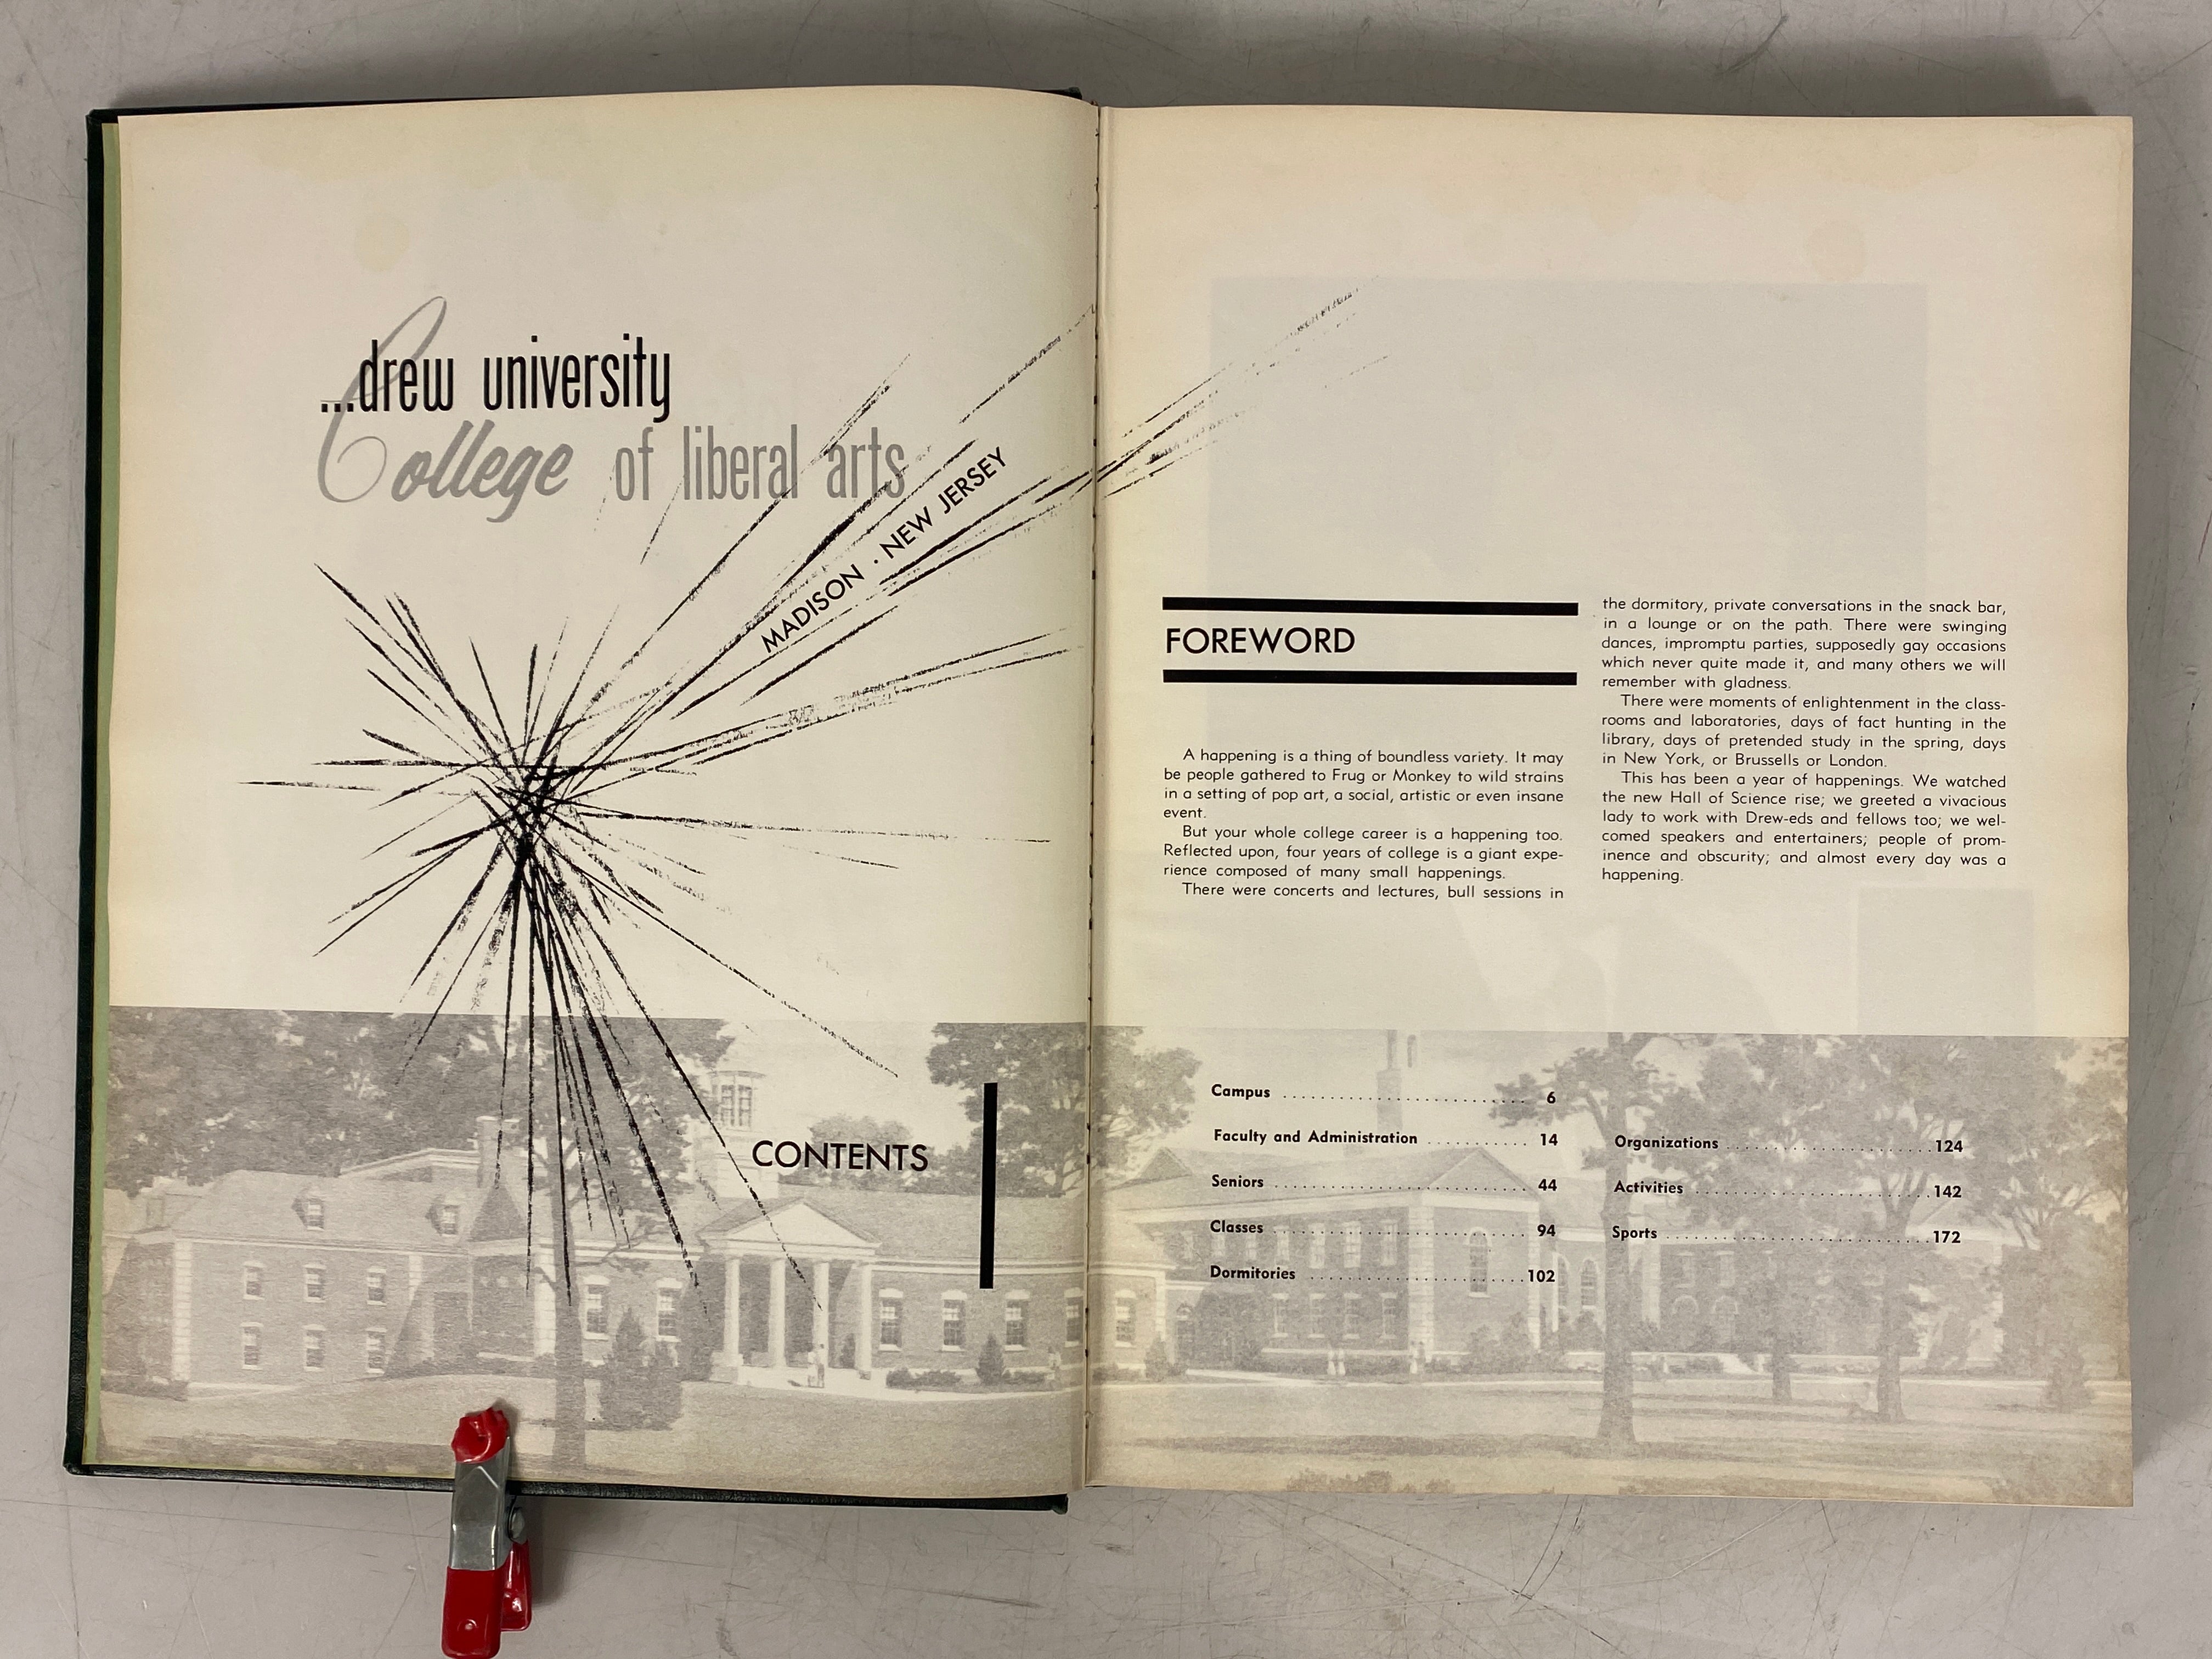 ...drew university
College of liberal arts
MADISON · NEW JERSEY
CONTENTS
FOREWORD
A happening is a thing of boundless variety. It may
be people gathered to Frug or Monkey to wild strains
in a setting of pop art, a social, artistic or even insane
event.
But your whole college career is a happening too.
Reflected upon, four years of college is a giant expe-
rience composed of many small happenings.
There were concerts and lectures, bull sessions in
the dormitory, private conversations in the snack bar,
in a lounge or on the path. There were swinging
dances, impromptu parties, supposedly gay occasions
which never quite made it, and many others we will
remember with gladness.
There were moments of enlightenment in the class-
rooms and laboratories, days of fact hunting in the
library, days of pretended study in the spring, days
in New York, or Brussells or London.
This has been a year of happenings. We watched
the new Hall of Science rise; we greeted a vivacious
lady to work with Drew-eds and fellows too; we wel-
comed speakers and entertainers; people of prom-
inence and obscurity; and almost every day was a
happening.
Campus ........................... 6
Faculty and Administration ........... 14
Seniors ........................... 44
Classes ........................... 94
Dormitories ........................102
Organizations ........................124
Activities ............................142
Sports ...............................172